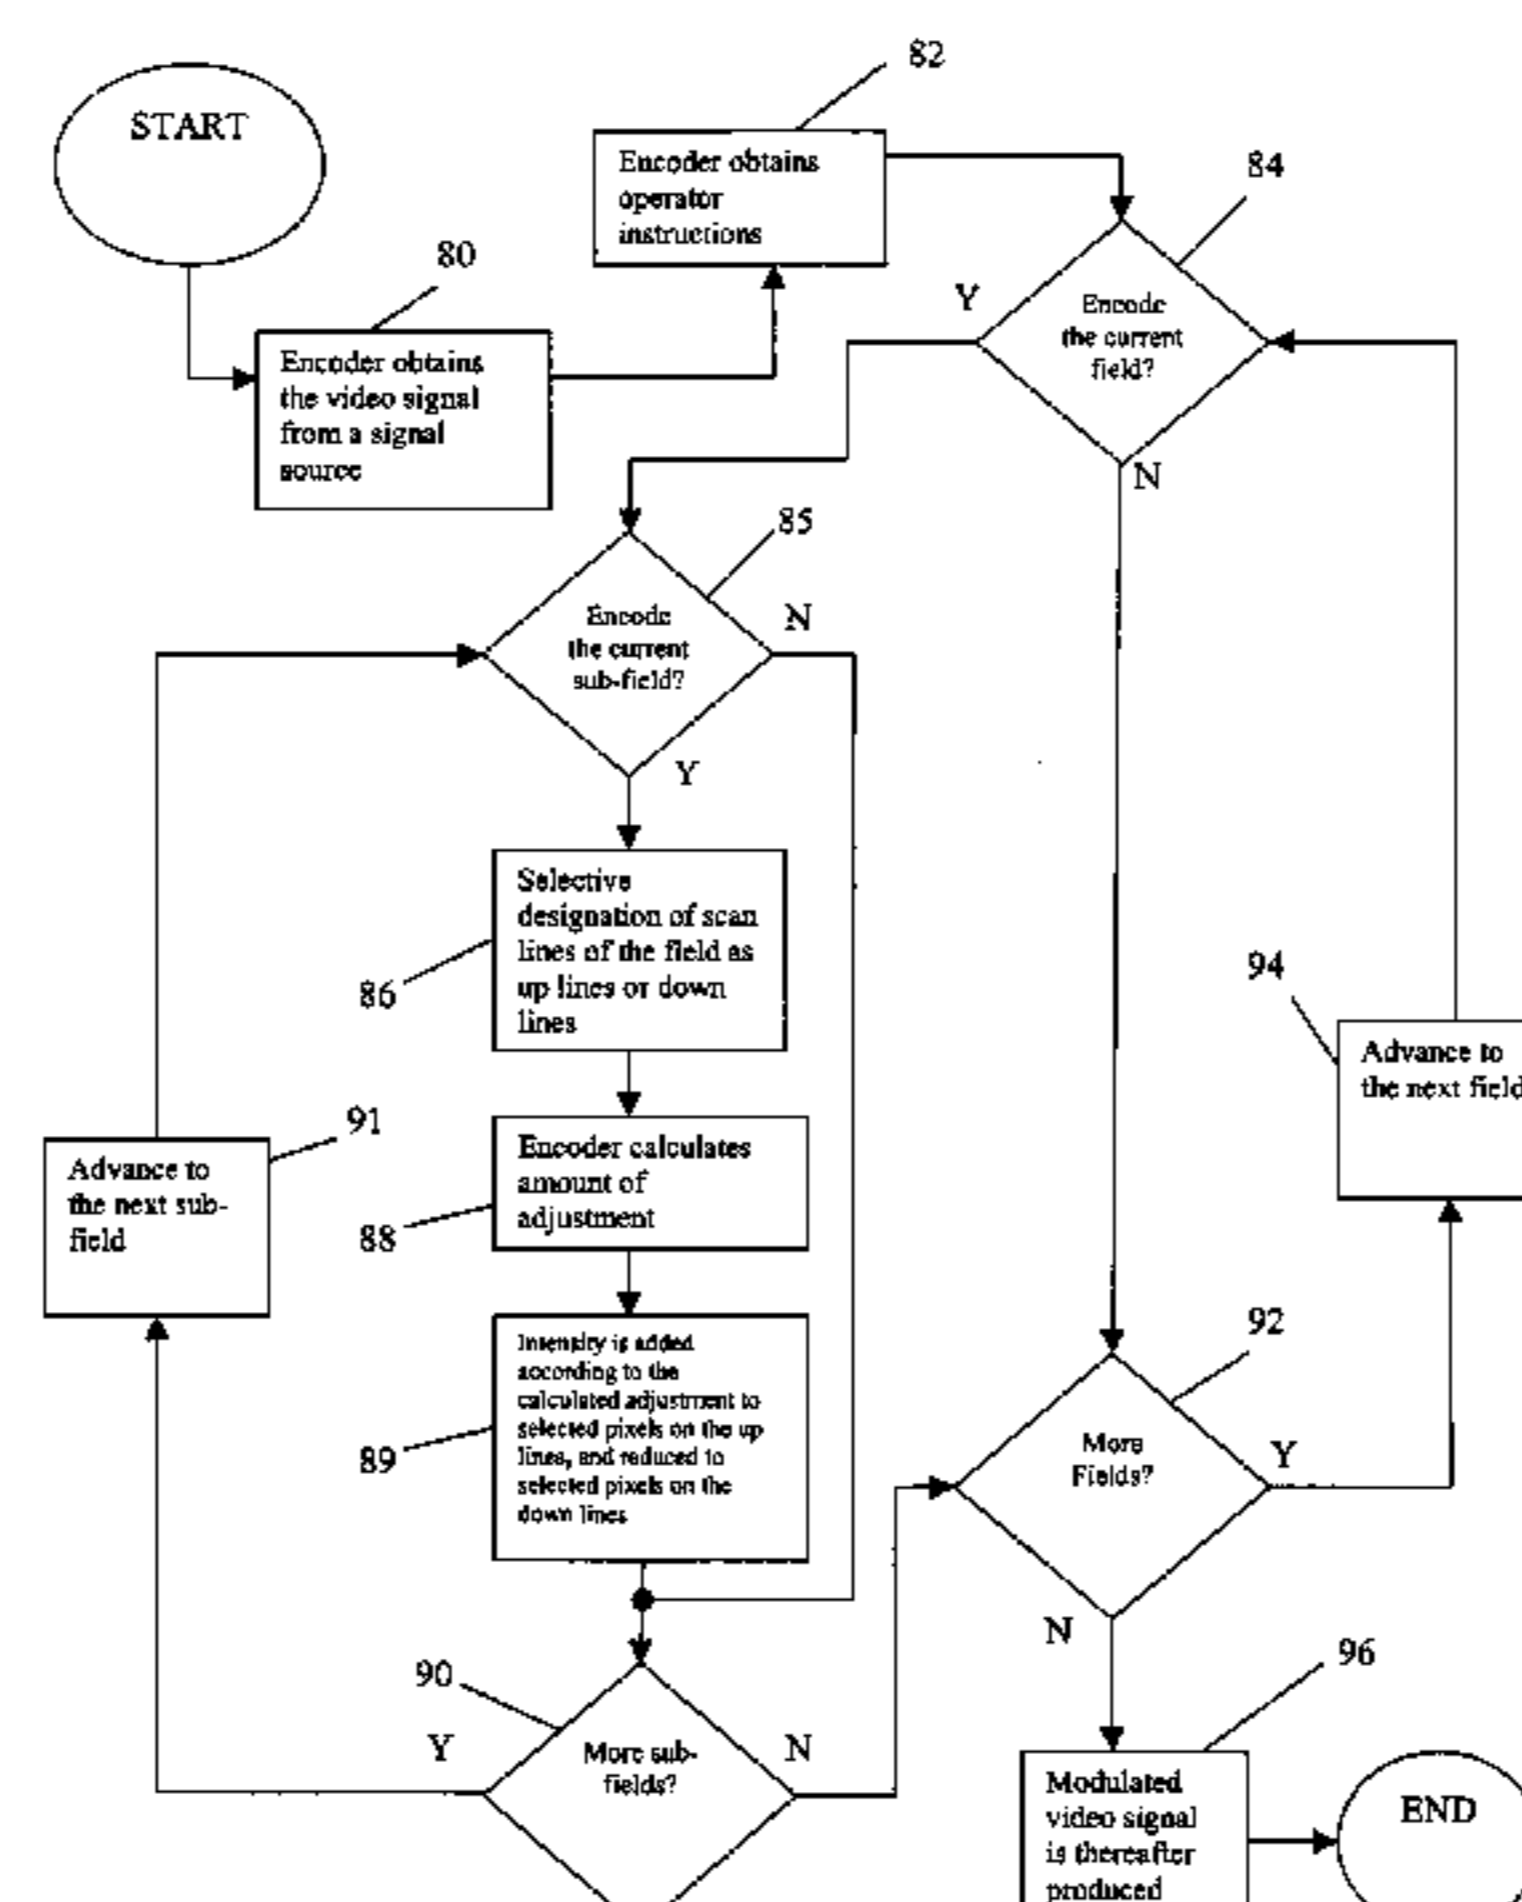 START
82
Encoder obtains
operator
instructions
84
80
Encoder obtains
the video signal
from a signal
source
Y
Encode
the current
field?
N
85
Encode
the current
sub-field?
N
Y
Selective
designation of scan
lines of the field as
up lines or down
lines
86
94
Advance to
the next field
91
Advance to
the next sub-
field
Encoder calculates
amount of
adjustment
88
Intensity is added
according to the
calculated adjustment to
selected pixels on the up
lines, and reduced to
selected pixels on the
down lines
89
92
More
Fields?
Y
N
90
Y
More sub-
fields?
N
96
Modulated
video signal
is thereafter
produced
END